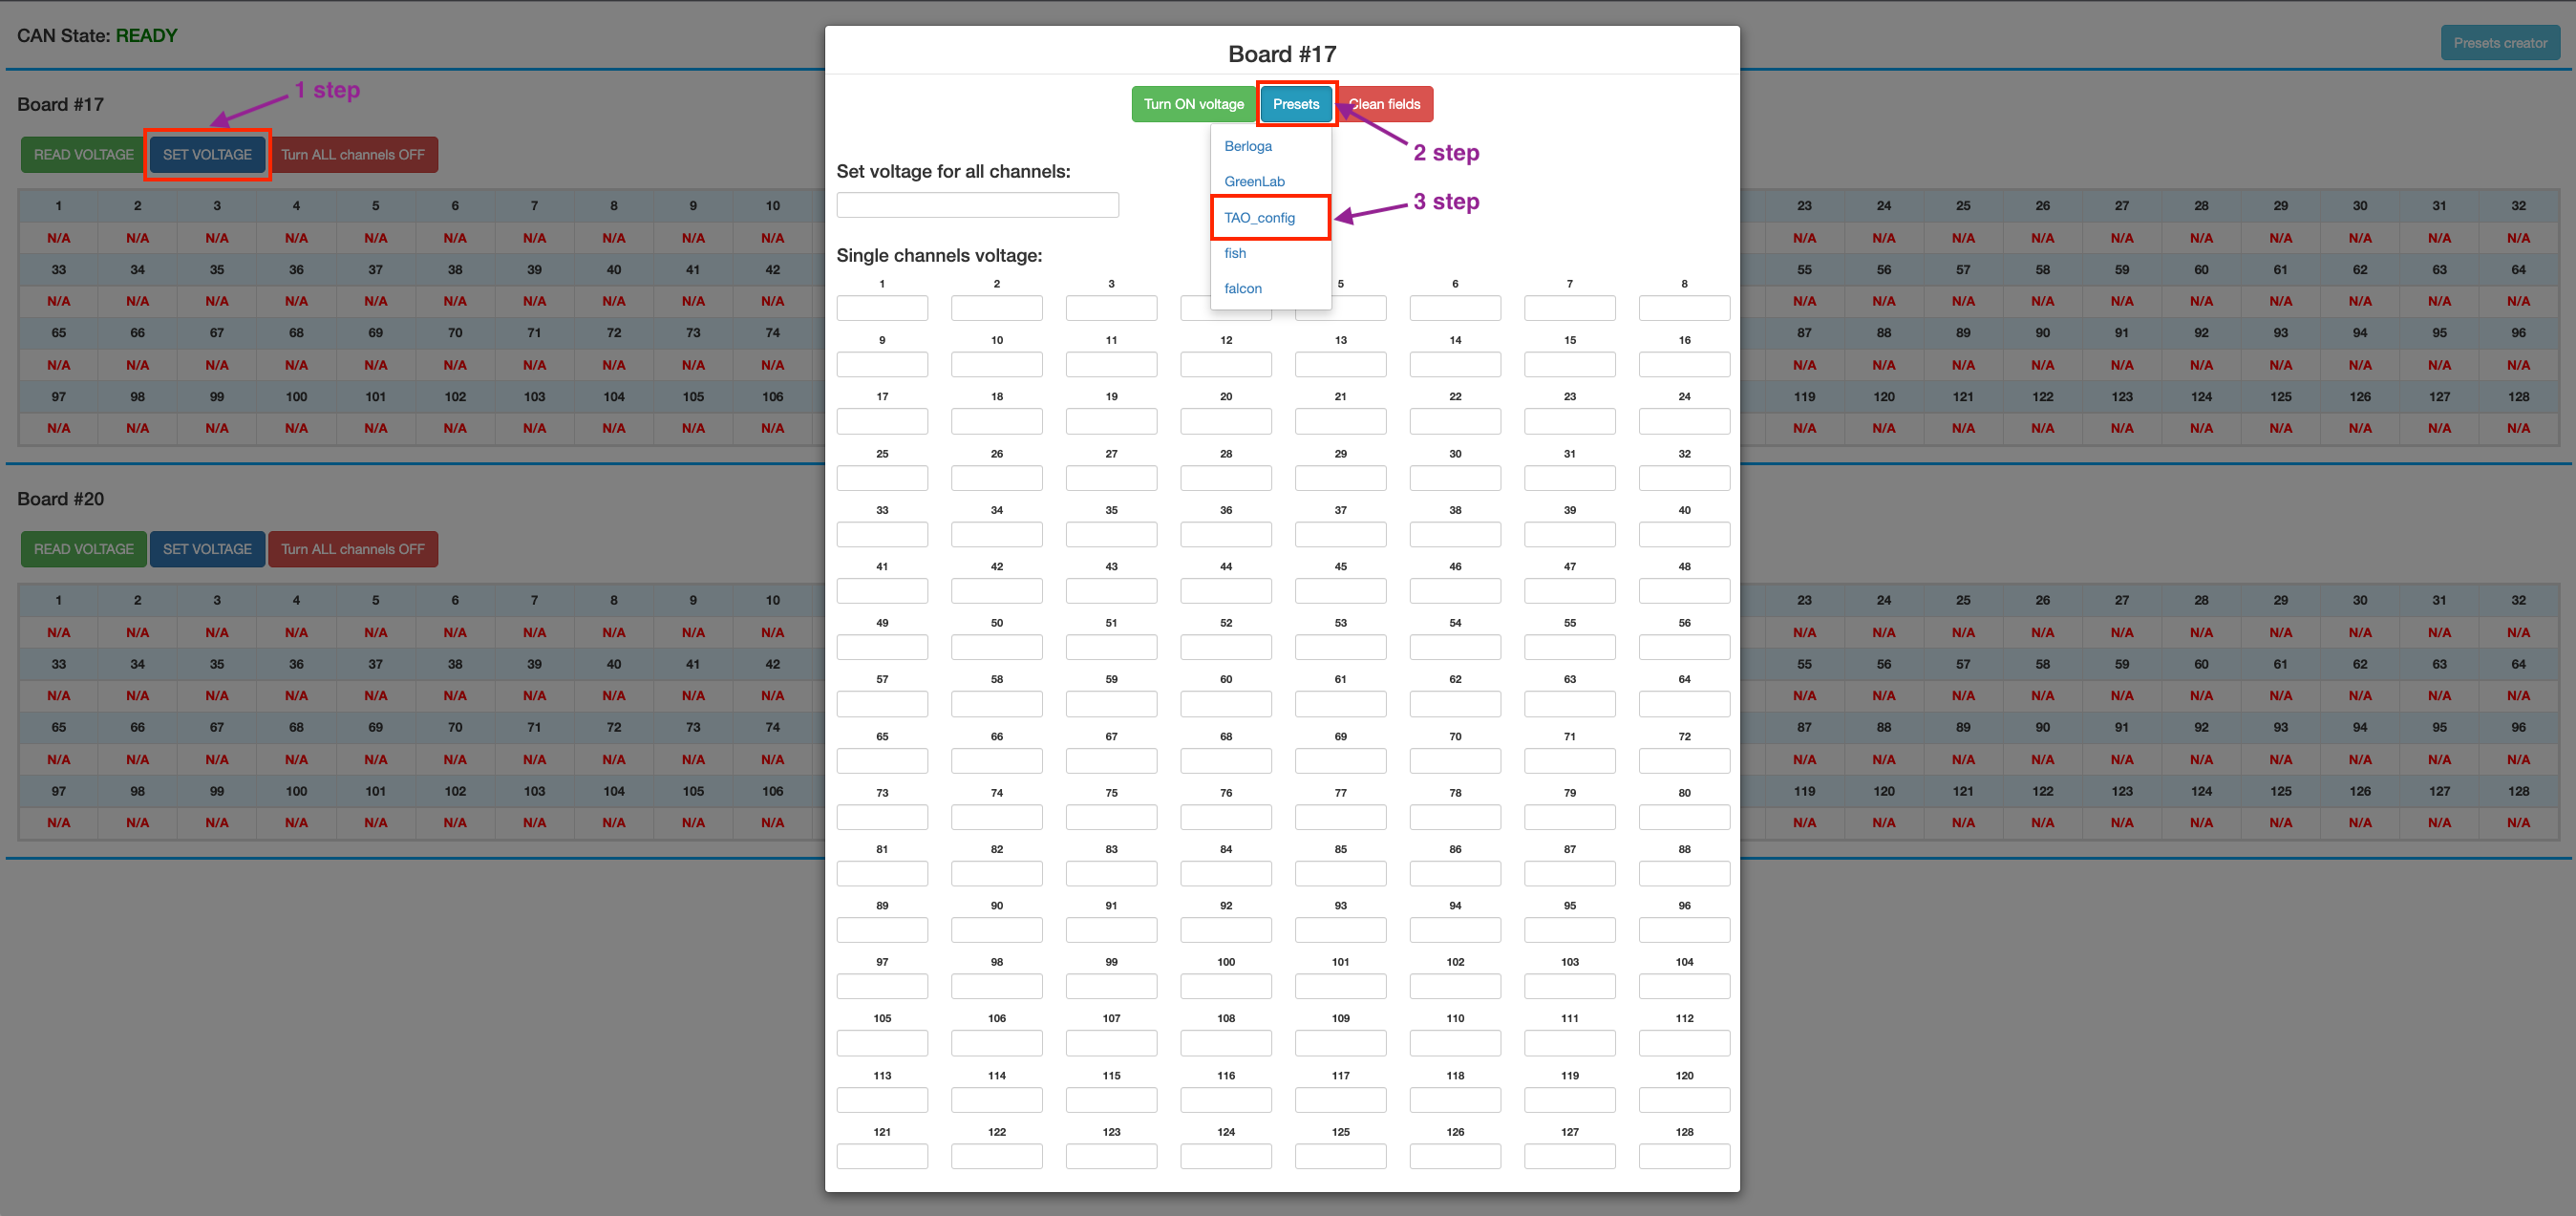 CAN State: READY
1 step
Board #17
READ VOLTAGE SET VOLTAGE Turn ALL channels OFF
1 2 3 4 5 6 7 8 9 10
N/A N/A N/A N/A N/A N/A N/A N/A N/A N/A
33 34 35 36 37 38 39 40 41 42
N/A N/A N/A N/A N/A N/A N/A N/A N/A N/A
65 66 67 68 69 70 71 72 73 74
N/A N/A N/A N/A N/A N/A N/A N/A N/A N/A
97 98 99 100 101 102 103 104 105 106
N/A N/A N/A N/A N/A N/A N/A N/A N/A N/A
Board #20
READ VOLTAGE SET VOLTAGE Turn ALL channels OFF
1 2 3 4 5 6 7 8 9 10
N/A N/A N/A N/A N/A N/A N/A N/A N/A N/A
33 34 35 36 37 38 39 40 41 42
N/A N/A N/A N/A N/A N/A N/A N/A N/A N/A
65 66 67 68 69 70 71 72 73 74
N/A N/A N/A N/A N/A N/A N/A N/A N/A N/A
97 98 99 100 101 102 103 104 105 106
N/A N/A N/A N/A N/A N/A N/A N/A N/A N/A
Board #17
Turn ON voltage Presets Clean fields
2 step
Berloga
GreenLab
TAO_config
3 step
fish
falcon
Set voltage for all channels:
Single channels voltage:
1 2 3 5 6 7 8
9 10 11 12 13 14 15 16
17 18 19 20 21 22 23 24
25 26 27 28 29 30 31 32
33 34 35 36 37 38 39 40
41 42 43 44 45 46 47 48
49 50 51 52 53 54 55 56
57 58 59 60 61 62 63 64
65 66 67 68 69 70 71 72
73 74 75 76 77 78 79 80
81 82 83 84 85 86 87 88
89 90 91 92 93 94 95 96
97 98 99 100 101 102 103 104
105 106 107 108 109 110 111 112
113 114 115 116 117 118 119 120
121 122 123 124 125 126 127 128
Presets creator
23 24 25 26 27 28 29 30 31 32
N/A N/A N/A N/A N/A N/A N/A N/A N/A N/A
55 56 57 58 59 60 61 62 63 64
N/A N/A N/A N/A N/A N/A N/A N/A N/A N/A
87 88 89 90 91 92 93 94 95 96
N/A N/A N/A N/A N/A N/A N/A N/A N/A N/A
119 120 121 122 123 124 125 126 127 128
N/A N/A N/A N/A N/A N/A N/A N/A N/A N/A
23 24 25 26 27 28 29 30 31 32
N/A N/A N/A N/A N/A N/A N/A N/A N/A N/A
55 56 57 58 59 60 61 62 63 64
N/A N/A N/A N/A N/A N/A N/A N/A N/A N/A
87 88 89 90 91 92 93 94 95 96
N/A N/A N/A N/A N/A N/A N/A N/A N/A N/A
119 120 121 122 123 124 125 126 127 128
N/A N/A N/A N/A N/A N/A N/A N/A N/A N/A